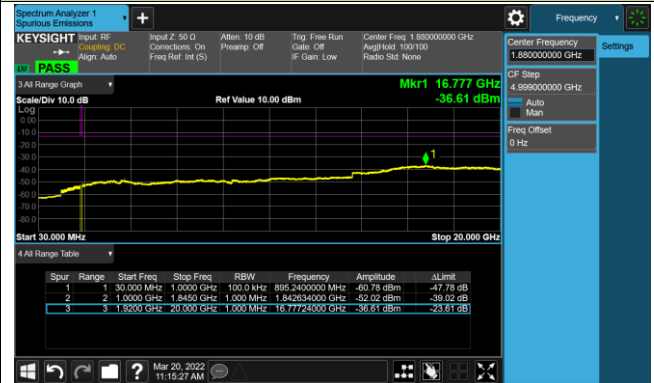 Spectrum Analyzer 1
Spurious Emissions
Frequency
KEYSIGHT
Input: RF
Coupling: DC
Align: Auto
Input Z: 50 Ω
Corrections: On
Freq Ref: Int (S)
Atten: 10 dB
Preamp: Off
Trig: Free Run
Gate: Off
IF Gain: Low
Center Freq: 1.880000000 GHz
Avg|Hold: 100/100
Radio Std: None
PASS
Center Frequency
1.880000000 GHz
Settings
CF Step
4.999000000 GHz
Auto
Man
Freq Offset
0 Hz
3 All Range Graph
Mkr1 16.777 GHz
Scale/Div 10.0 dB
Ref Value 10.00 dBm
-36.61 dBm
Log
0.00
-10.0
-20.0
-30.0
-40.0
-50.0
-60.0
-70.0
-80.0
1
Start 30.000 MHz
Stop 20.000 GHz
4 All Range Table
Spur Range Start Freq Stop Freq RBW Frequency Amplitude ΔLimit
1 1 30.000 MHz 1.0000 GHz 100.0 kHz 895.2400000 MHz -60.78 dBm -47.78 dB
2 2 1.0000 GHz 1.8450 GHz 1.000 MHz 1.842634000 GHz -52.02 dBm -39.02 dB
3 3 1.9200 GHz 20.000 GHz 1.000 MHz 16.77724000 GHz -36.61 dBm -23.61 dB
Mar 20, 2022
11:15:27 AM